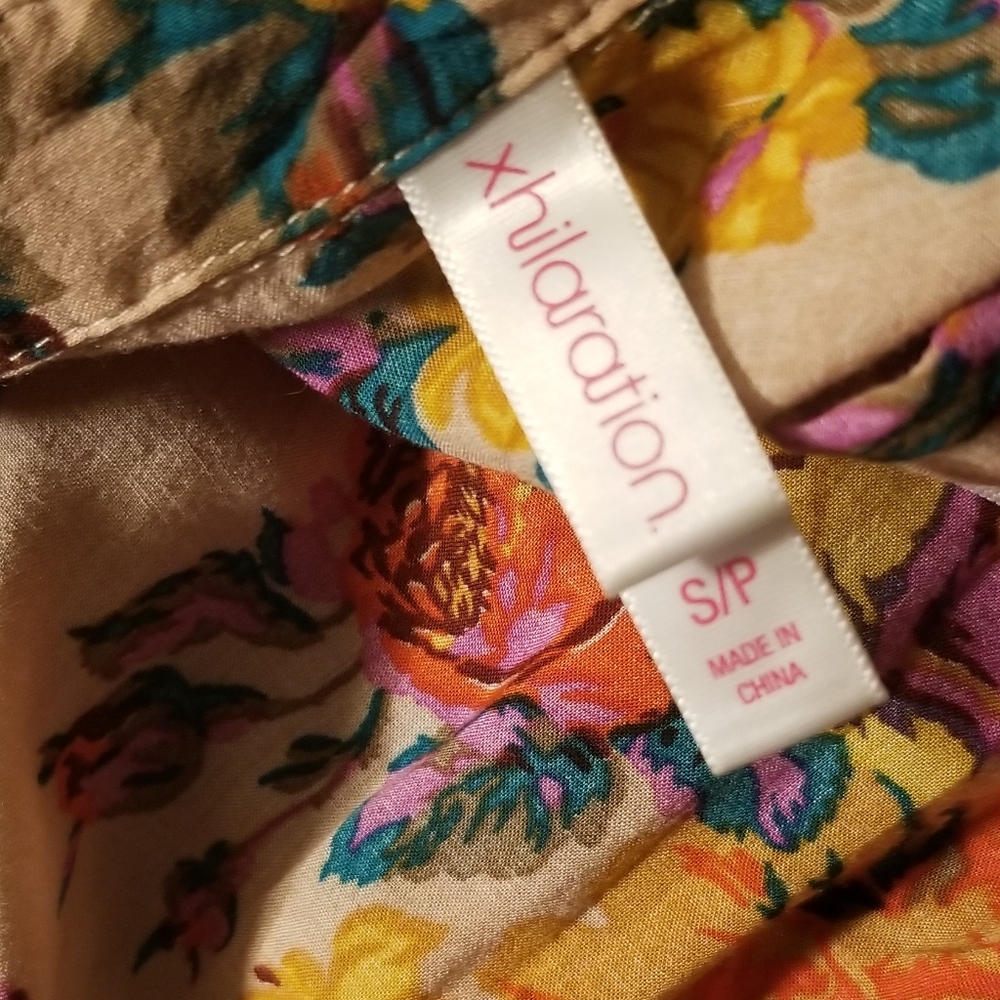 xhilaration.
S/P
MADE IN
CHINA